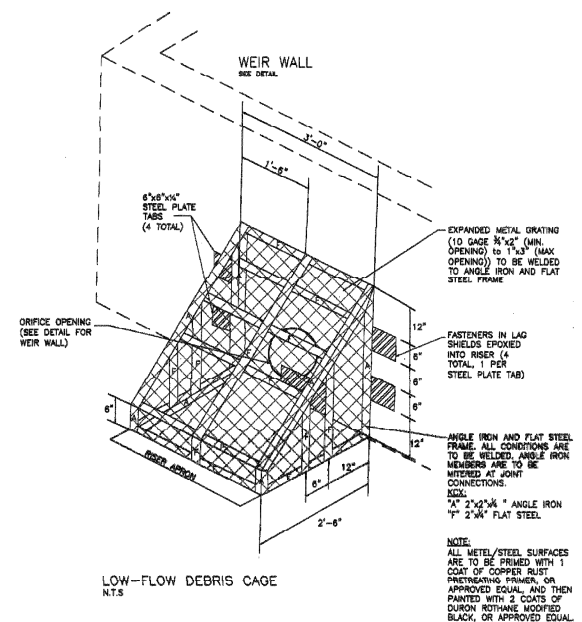 WEIR WALL
SEE DETAIL
3'-0"
1'-6"
6"x6"x¼"
STEEL PLATE
TABS
(4 TOTAL)
EXPANDED METAL GRATING
(10 GAGE ¾"x2" (MIN.
OPENING) to 1"x3" (MAX
OPENING)) TO BE WELDED
TO ANGLE IRON AND FLAT
STEEL FRAME
ORIFICE OPENING
(SEE DETAIL FOR
WEIR WALL)
12"
6"
6"
6"
12"
FASTENERS IN LAG
SHIELDS EPOXIED
INTO RISER (4
TOTAL, 1 PER
STEEL PLATE TAB)
6"
RISER APRON
6"
12"
2'-6"
ANGLE IRON AND FLAT STEEL
FRAME. ALL CONDITIONS ARE
TO BE WELDED. ANGLE IRON
MEMBERS ARE TO BE
MITERED AT JOINT
CONNECTIONS.
KCX:
"A" 2"x2"x¼ " ANGLE IRON
"F" 2"x¼" FLAT STEEL
NOTE:
ALL METEL/STEEL SURFACES
ARE TO BE PRIMED WITH 1
COAT OF COPPER RUST
PRETREATING PRIMER, OR
APPROVED EQUAL, AND THEN
PAINTED WITH 2 COATS OF
DURON ROTHANE MODIFIED
BLACK, OR APPROVED EQUAL.
LOW-FLOW DEBRIS CAGE
N.T.S